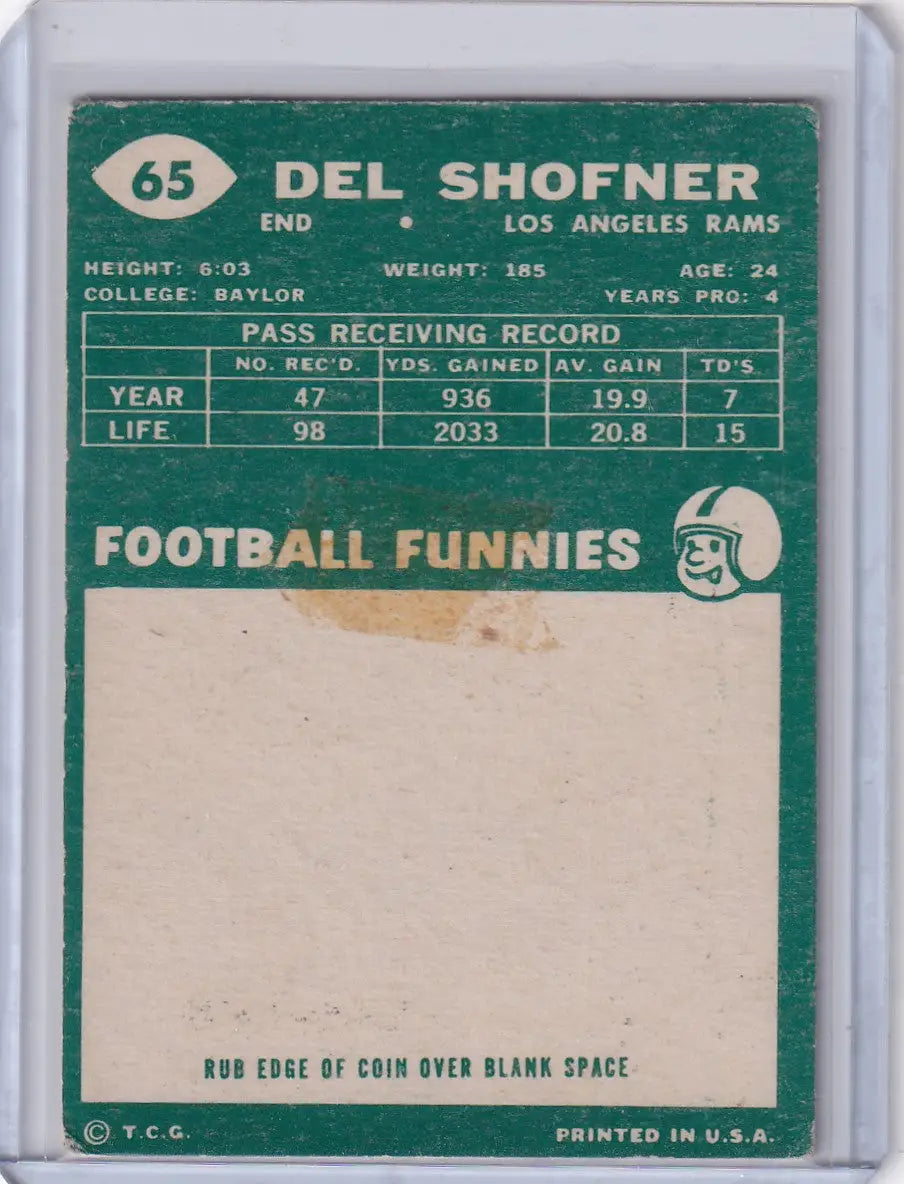 65
DEL SHOFNER
END • LOS ANGELES RAMS
HEIGHT: 6:03 WEIGHT: 185 AGE: 24
COLLEGE: BAYLOR YEARS PRO: 4
PASS RECEIVING RECORD
NO. REC'D. YDS. GAINED AV. GAIN TD'S
YEAR 47 936 19.9 7
LIFE 98 2033 20.8 15
FOOTBALL FUNNIES
RUB EDGE OF COIN OVER BLANK SPACE
© T.C.G. PRINTED IN U.S.A.